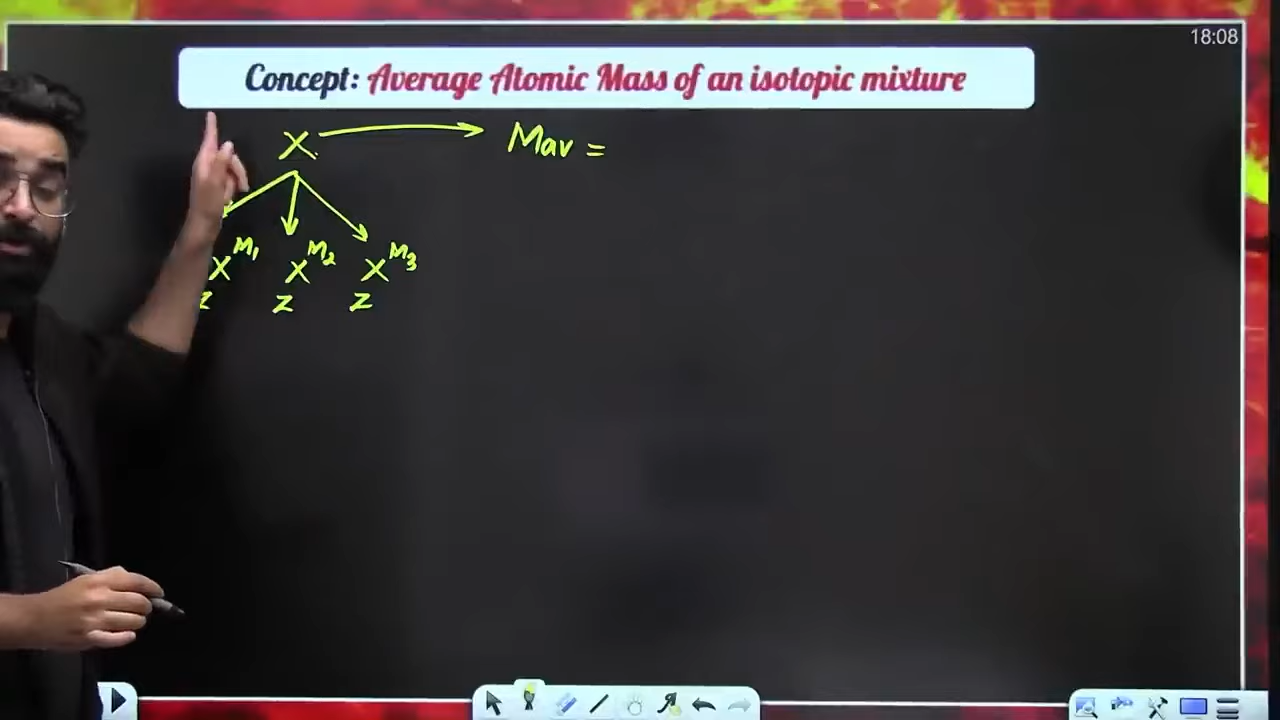 18:08
Concept: Average Atomic Mass of an isotopic mixture
X Mav =
X^M1 X^M2 X^M3
Z Z Z